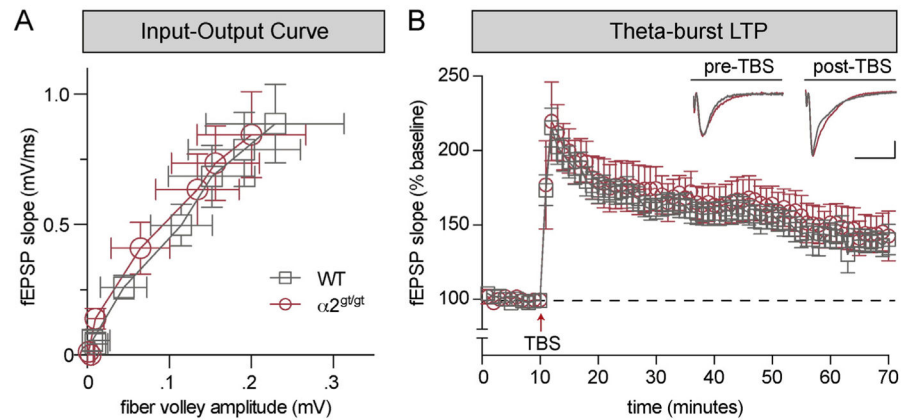 A
Input-Output Curve
fEPSP slope (mV/ms)
1.0
0.5
0
0
.1
.2
.3
fiber volley amplitude (mV)
WT
α2gt/gt
B
Theta-burst LTP
pre-TBS
post-TBS
fEPSP slope (% baseline)
250
200
150
100
TBS
0
10
20
30
40
50
60
70
time (minutes)